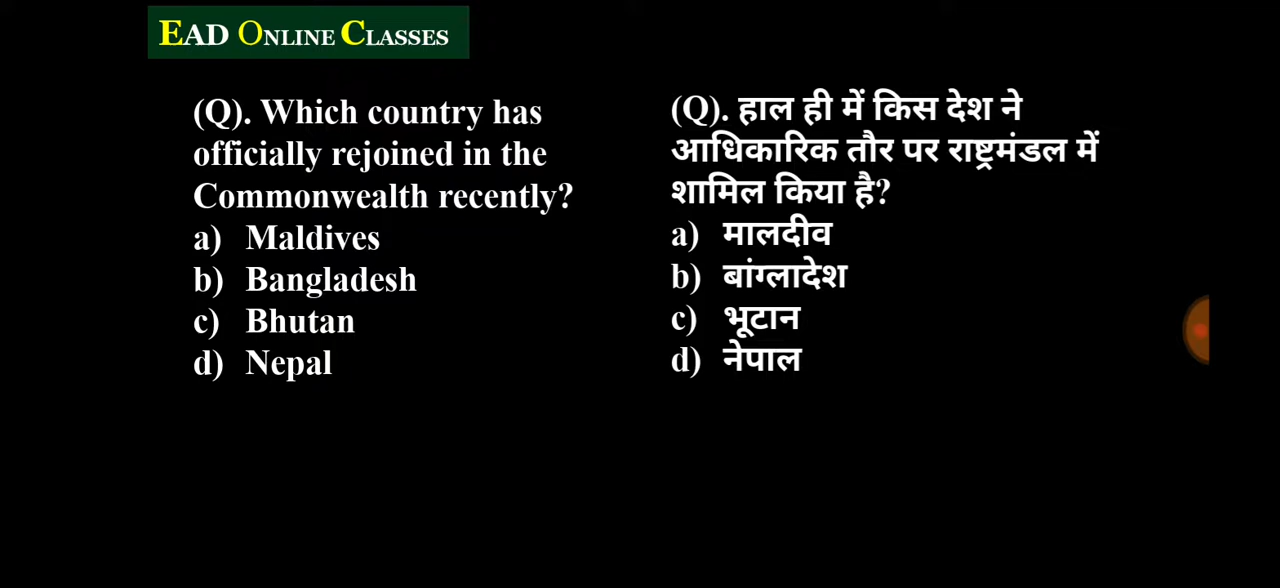 EAD ONLINE CLASSES
(Q). Which country has
officially rejoined in the
Commonwealth recently?
a) Maldives
b) Bangladesh
c) Bhutan
d) Nepal
(Q). हाल ही में किस देश ने
आधिकारिक तौर पर राष्ट्रमंडल में
शामिल किया है?
a) मालदीव
b) बांग्लादेश
c) भूटान
d) नेपाल